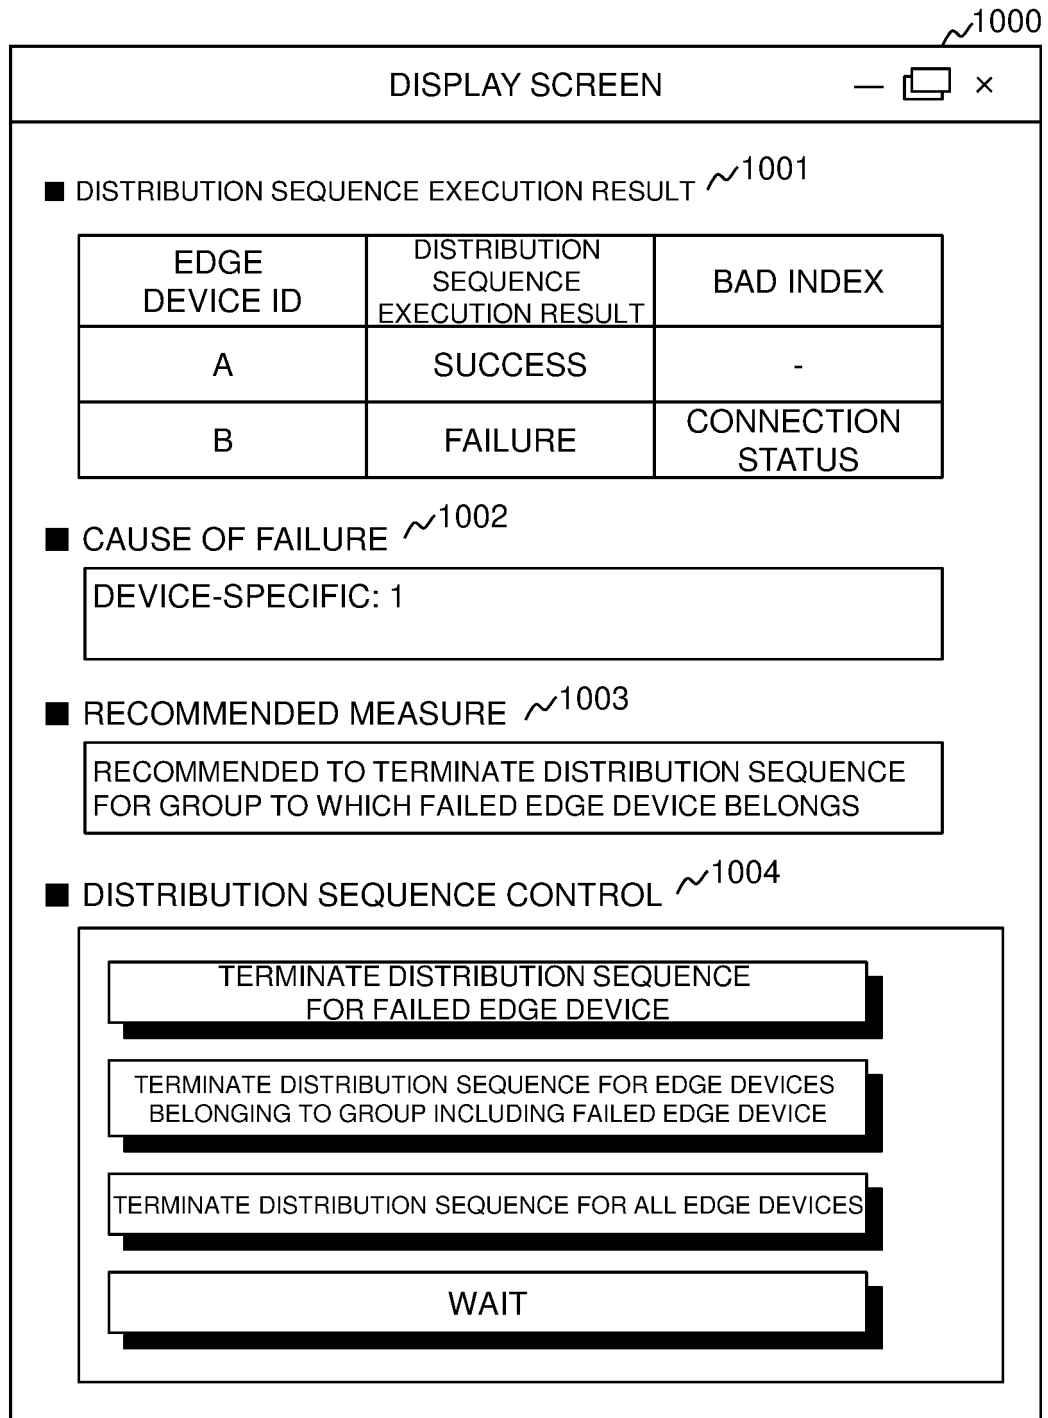 1000
DISPLAY SCREEN
— ×
■ DISTRIBUTION SEQUENCE EXECUTION RESULT 1001
EDGE
DEVICE ID
DISTRIBUTION
SEQUENCE
EXECUTION RESULT
BAD INDEX
A
SUCCESS
-
B
FAILURE
CONNECTION
STATUS
■ CAUSE OF FAILURE 1002
DEVICE-SPECIFIC: 1
■ RECOMMENDED MEASURE 1003
RECOMMENDED TO TERMINATE DISTRIBUTION SEQUENCE
FOR GROUP TO WHICH FAILED EDGE DEVICE BELONGS
■ DISTRIBUTION SEQUENCE CONTROL 1004
TERMINATE DISTRIBUTION SEQUENCE
FOR FAILED EDGE DEVICE
TERMINATE DISTRIBUTION SEQUENCE FOR EDGE DEVICES
BELONGING TO GROUP INCLUDING FAILED EDGE DEVICE
TERMINATE DISTRIBUTION SEQUENCE FOR ALL EDGE DEVICES
WAIT